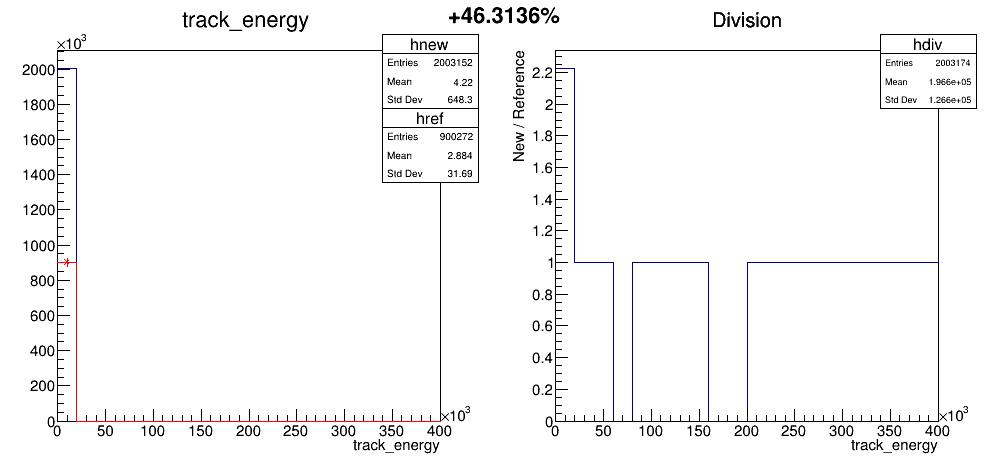 +46.3136%
track_energy
×10³
hnew
Entries 2003152
Mean 4.22
Std Dev 648.3
href
Entries 900272
Mean 2.884
Std Dev 31.69
2000
1800
1600
1400
1200
1000
800
600
400
200
0
0 50 100 150 200 250 300 350 400
×10³
track_energy
Division
hdiv
Entries 2003174
Mean 1.966e+05
Std Dev 1.266e+05
New / Reference
2.2
2
1.8
1.6
1.4
1.2
1
0.8
0.6
0.4
0.2
0
0 50 100 150 200 250 300 350 400
×10³
track_energy